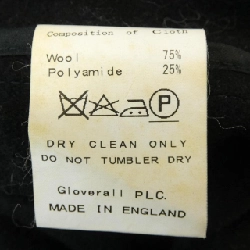 Composition of Cloth
Wool 75%
Polyamide 25%
P
DRY CLEAN ONLY
DO NOT TUMBLER DRY
Gloverall PLC.
MADE IN ENGLAND